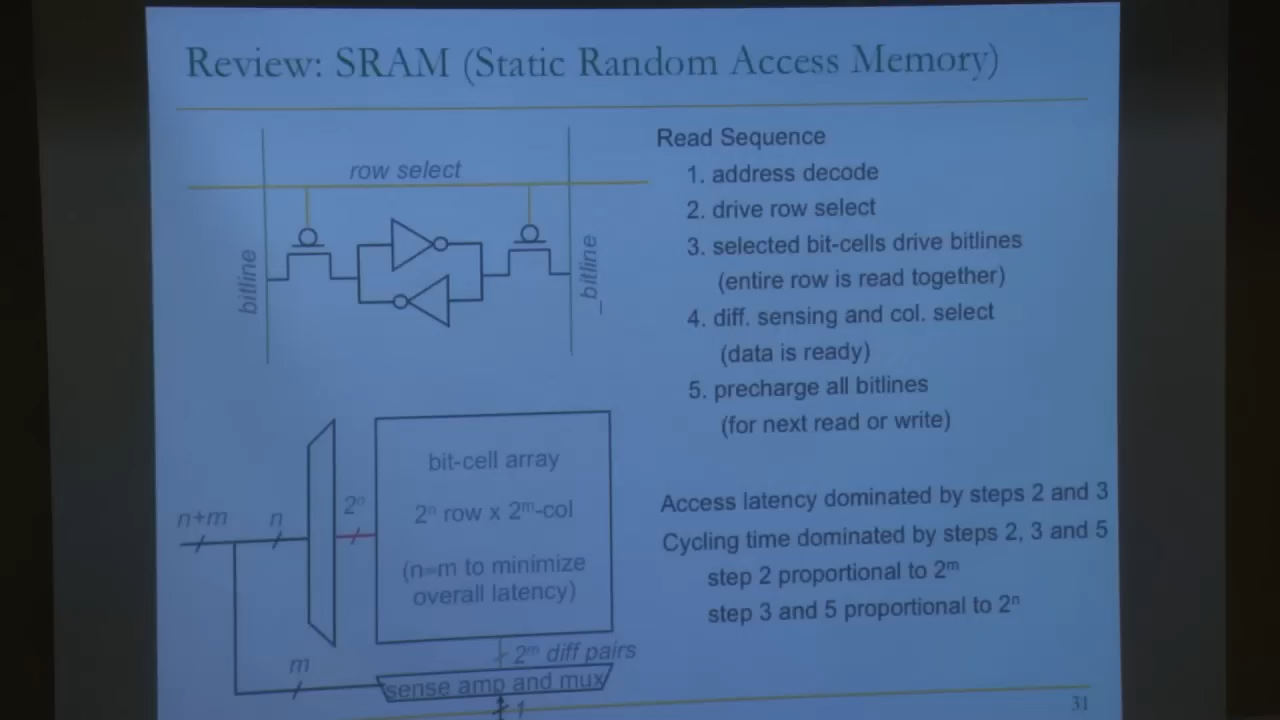 Review: SRAM (Static Random Access Memory)
row select
bitline
_bitline
Read Sequence
1. address decode
2. drive row select
3. selected bit-cells drive bitlines
(entire row is read together)
4. diff. sensing and col. select
(data is ready)
5. precharge all bitlines
(for next read or write)
Access latency dominated by steps 2 and 3
Cycling time dominated by steps 2, 3 and 5
step 2 proportional to 2ᵐ
step 3 and 5 proportional to 2ⁿ
n+m
n
2ⁿ
bit-cell array
2ⁿ row x 2ᵐ-col
(n=m to minimize
overall latency)
m
2ᵐ diff pairs
sense amp and mux
1
31